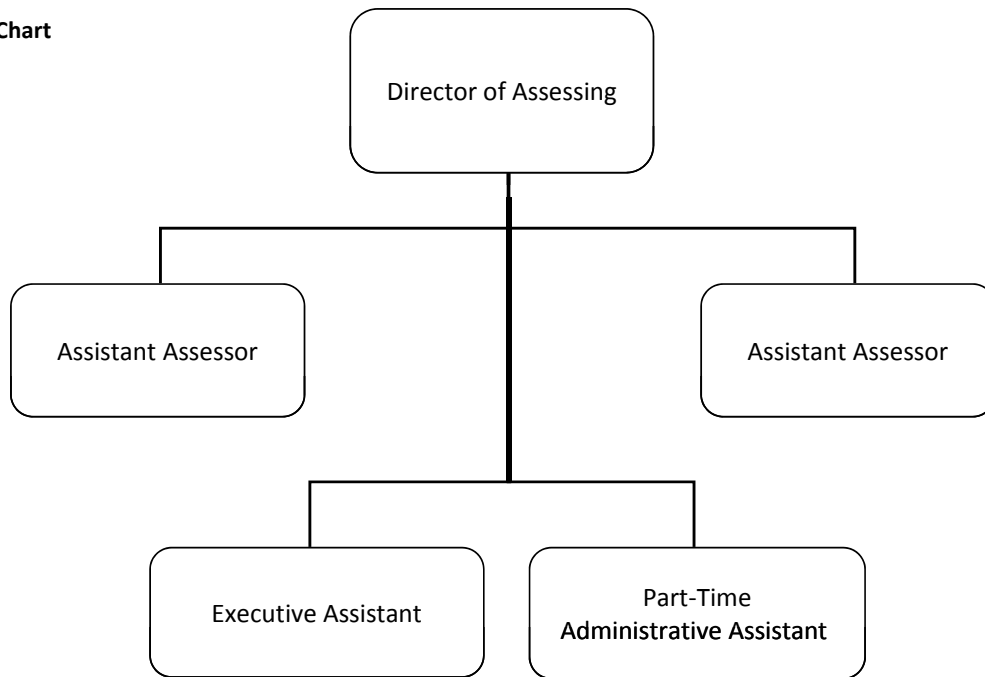 Chart
Director of Assessing
Assistant Assessor
Assistant Assessor
Executive Assistant
Part-Time
Administrative Assistant